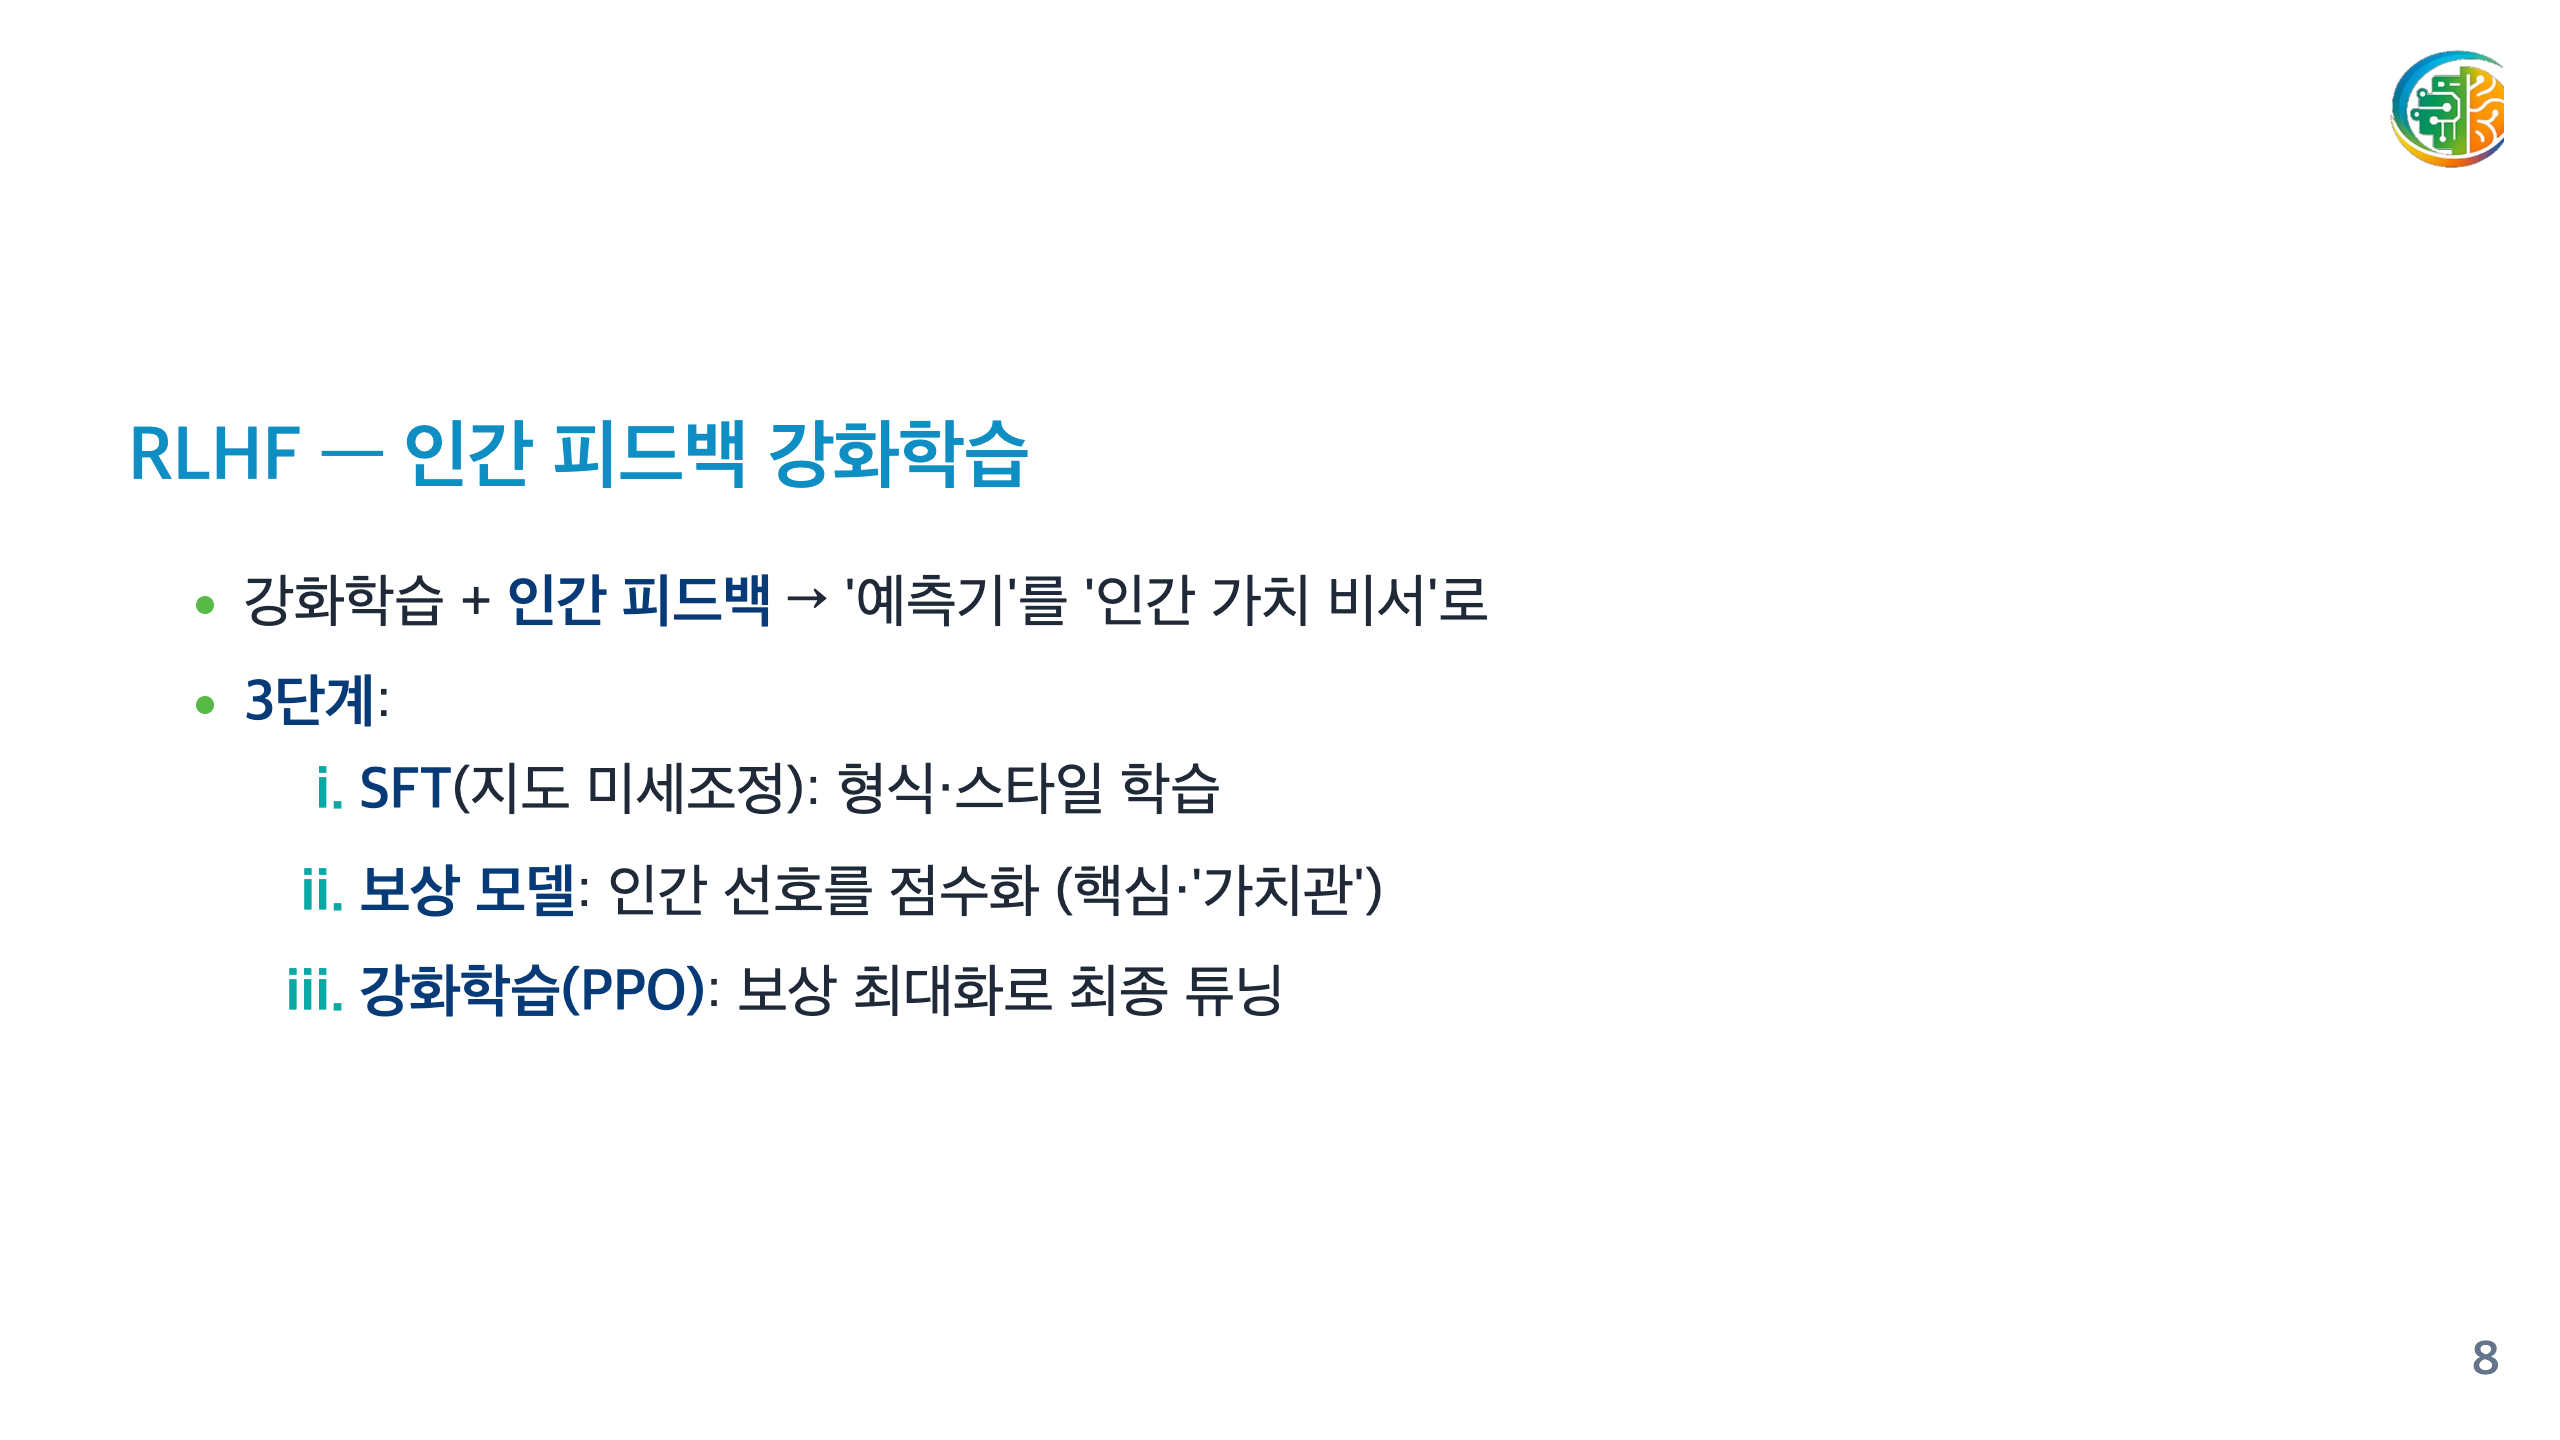 RLHF — 인간 피드백 강화학습
• 강화학습 + 인간 피드백 → '예측기'를 '인간 가치 비서'로
• 3단계:
i. SFT(지도 미세조정): 형식·스타일 학습
ii. 보상 모델: 인간 선호를 점수화 (핵심·'가치관')
iii. 강화학습(PPO): 보상 최대화로 최종 튜닝
8